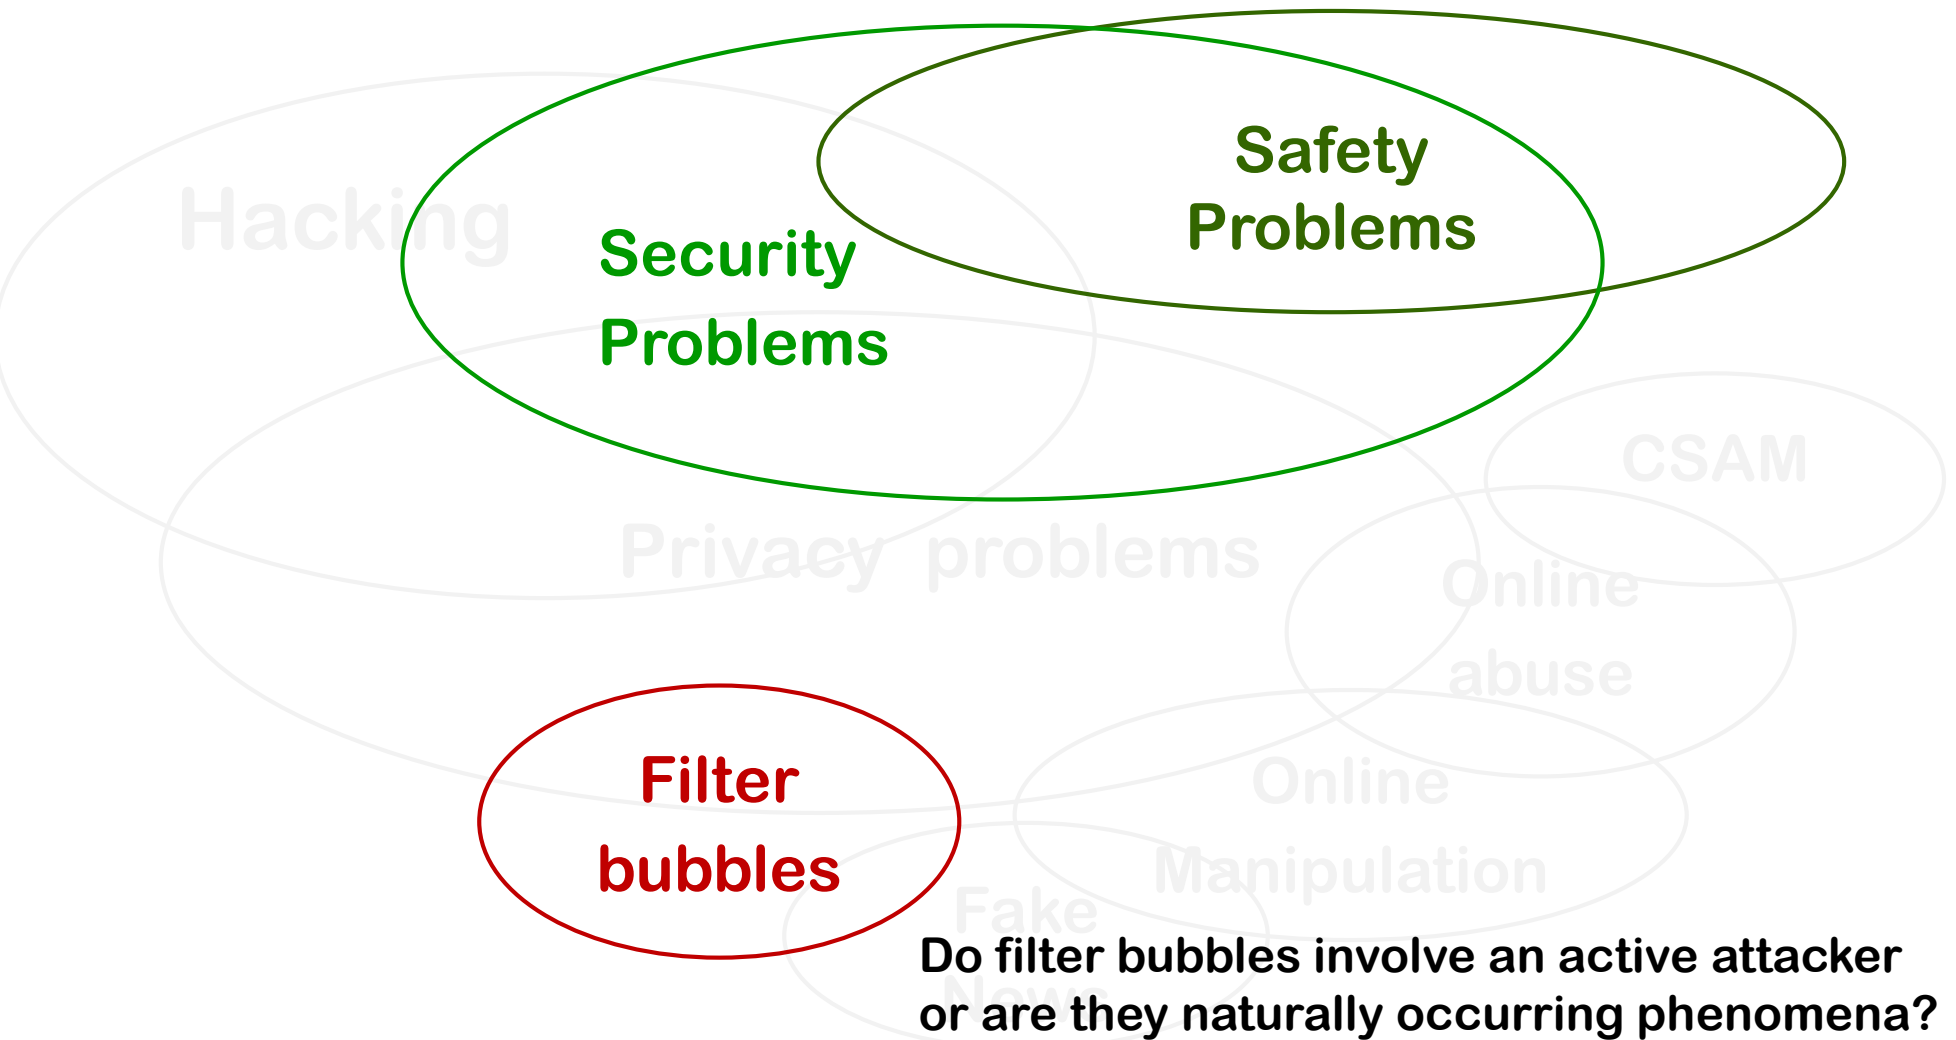 Safety
Problems
Hacking
Security
Problems
CSAM
Privacy problems
Online
abuse
Filter
bubbles
Online
Manipulation
Fake
News
Do filter bubbles involve an active attacker
or are they naturally occurring phenomena?